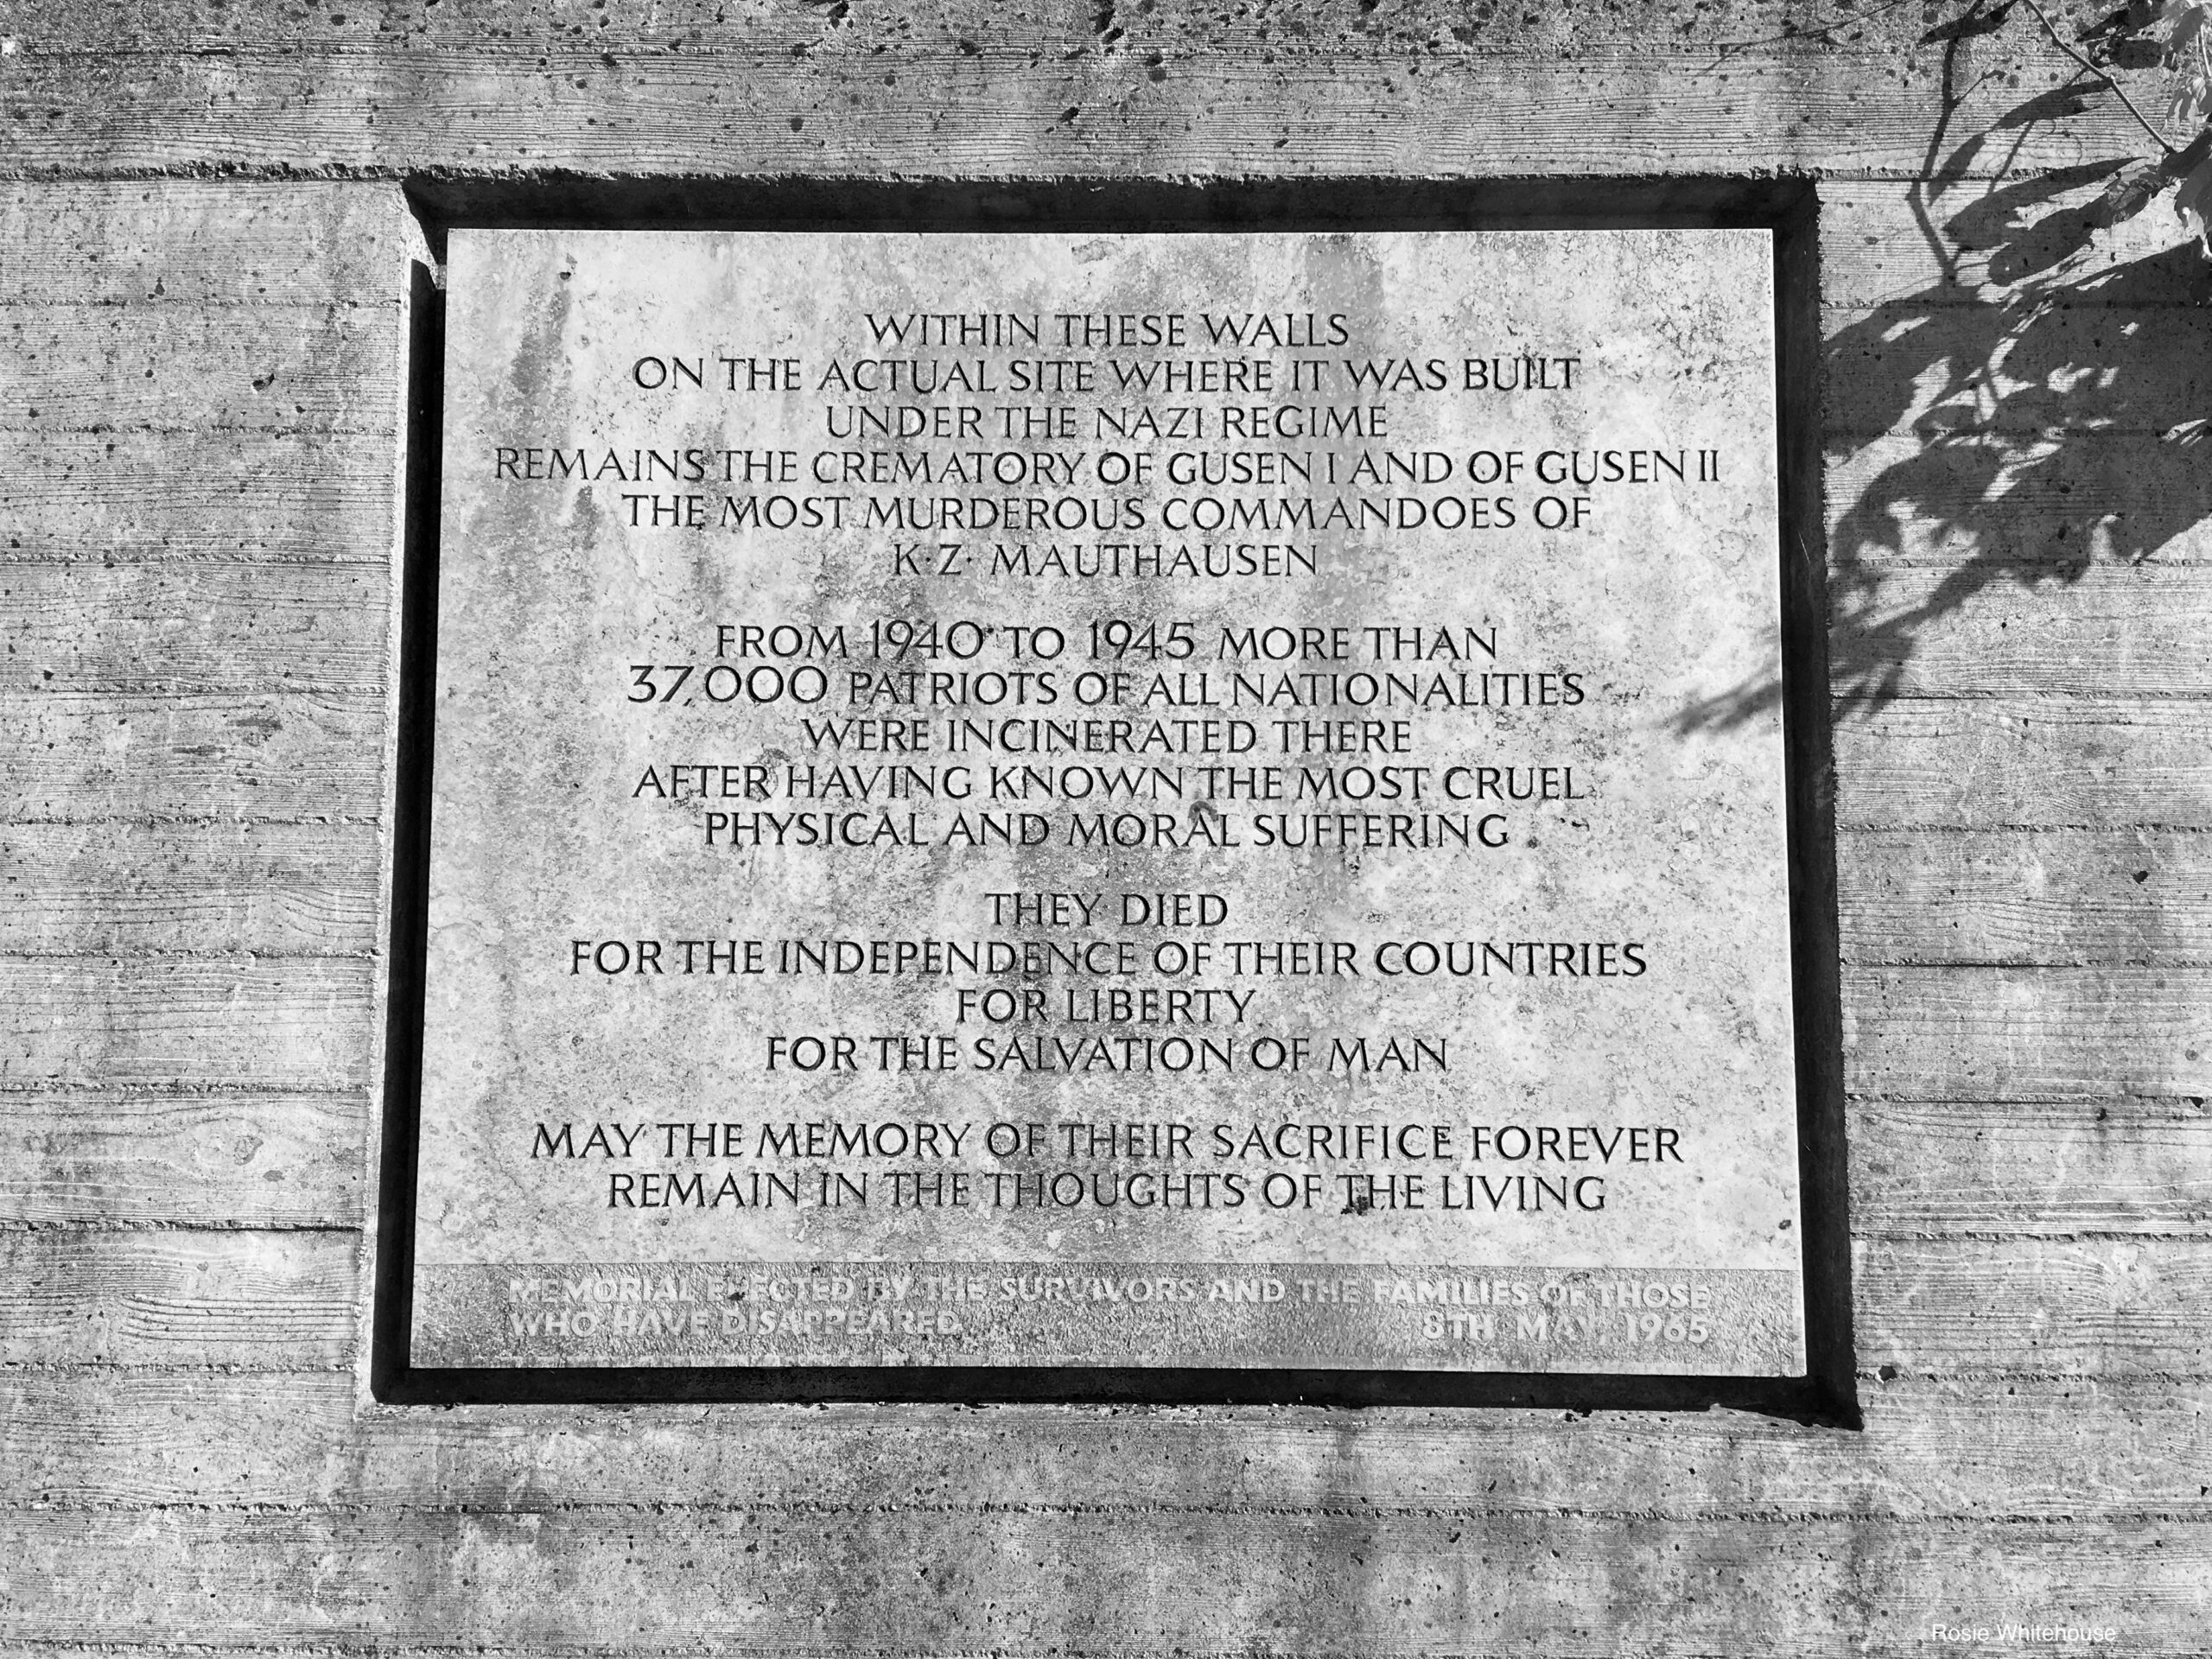 WITHIN THESE WALLS
ON THE ACTUAL SITE WHERE IT WAS BUILT
UNDER THE NAZI REGIME
REMAINS THE CREMATORY OF GUSEN I AND OF GUSEN II
THE MOST MURDEROUS COMMANDOES OF
K·Z· MAUTHAUSEN
FROM 1940 TO 1945 MORE THAN
37,000 PATRIOTS OF ALL NATIONALITIES
WERE INCINERATED THERE
AFTER HAVING KNOWN THE MOST CRUEL
PHYSICAL AND MORAL SUFFERING
THEY DIED
FOR THE INDEPENDENCE OF THEIR COUNTRIES
FOR LIBERTY
FOR THE SALVATION OF MAN
MAY THE MEMORY OF THEIR SACRIFICE FOREVER
REMAIN IN THE THOUGHTS OF THE LIVING
MEMORIAL ERECTED BY THE SURVIVORS AND THE FAMILIES OF THOSE
WHO HAVE DISAPPEARED. 8TH MAY, 1965
Rosie Whitehouse